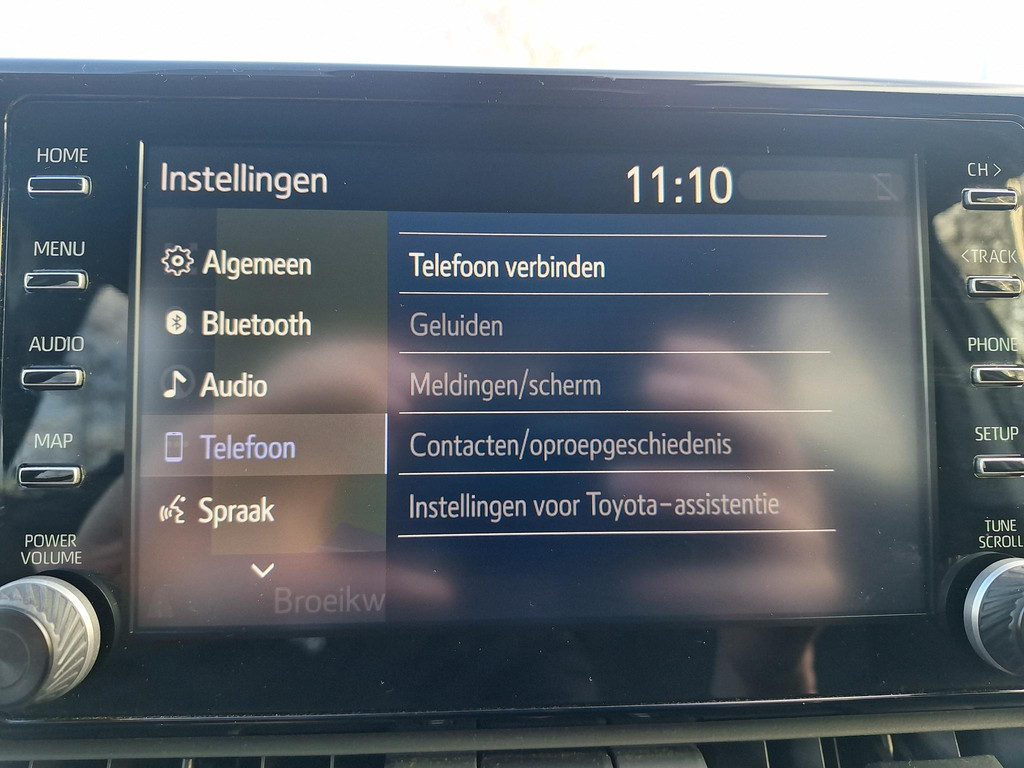 HOME
MENU
AUDIO
MAP
POWER
VOLUME
Instellingen
11:10
Algemeen
Bluetooth
Audio
Telefoon
Spraak
Broeikw
Telefoon verbinden
Geluiden
Meldingen/scherm
Contacten/oproepgeschiedenis
Instellingen voor Toyota-assistentie
CH >
< TRACK
PHONE
SETUP
TUNE
SCROLL